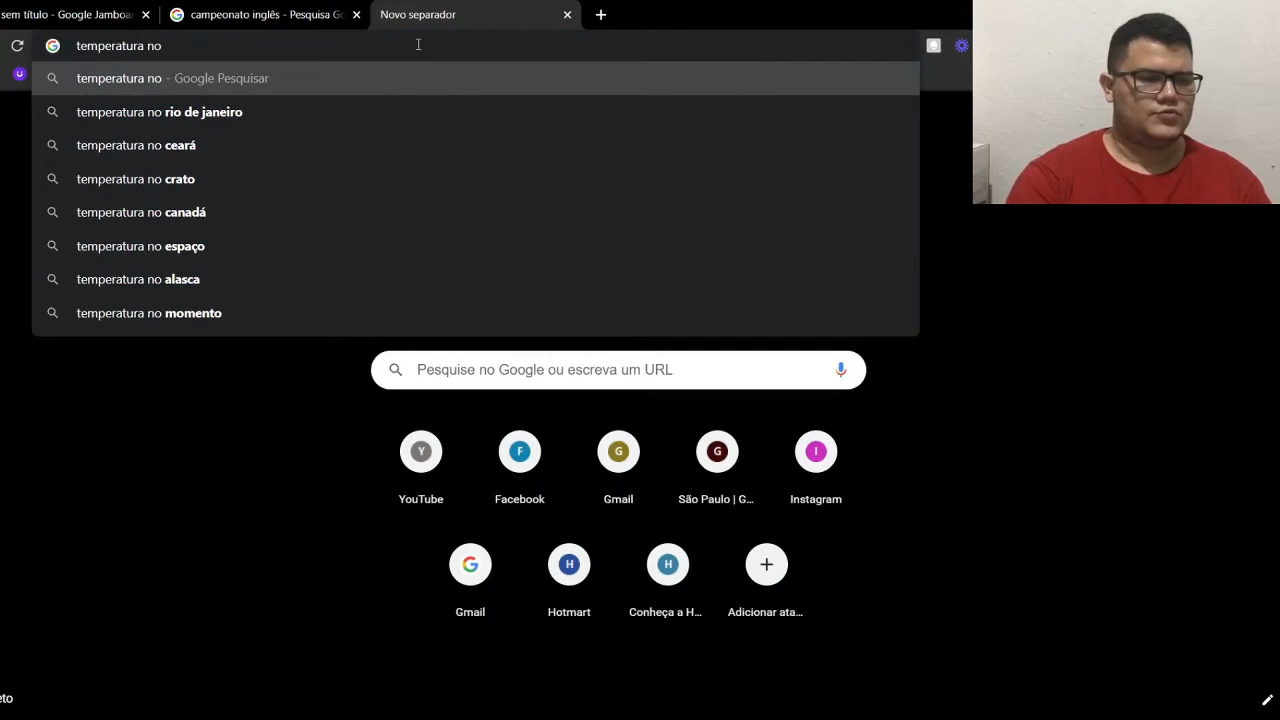 sem título - Google Jamboar
campeonato inglês - Pesquisa Go
Novo separador
temperatura no
temperatura no - Google Pesquisar
temperatura no rio de janeiro
temperatura no ceará
temperatura no crato
temperatura no canadá
temperatura no espaço
temperatura no alasca
temperatura no momento
Pesquise no Google ou escreva um URL
Y F G G I
YouTube Facebook Gmail São Paulo | G... Instagram
G H H
Gmail Hotmart Conheça a H... Adicionar ata...
eto